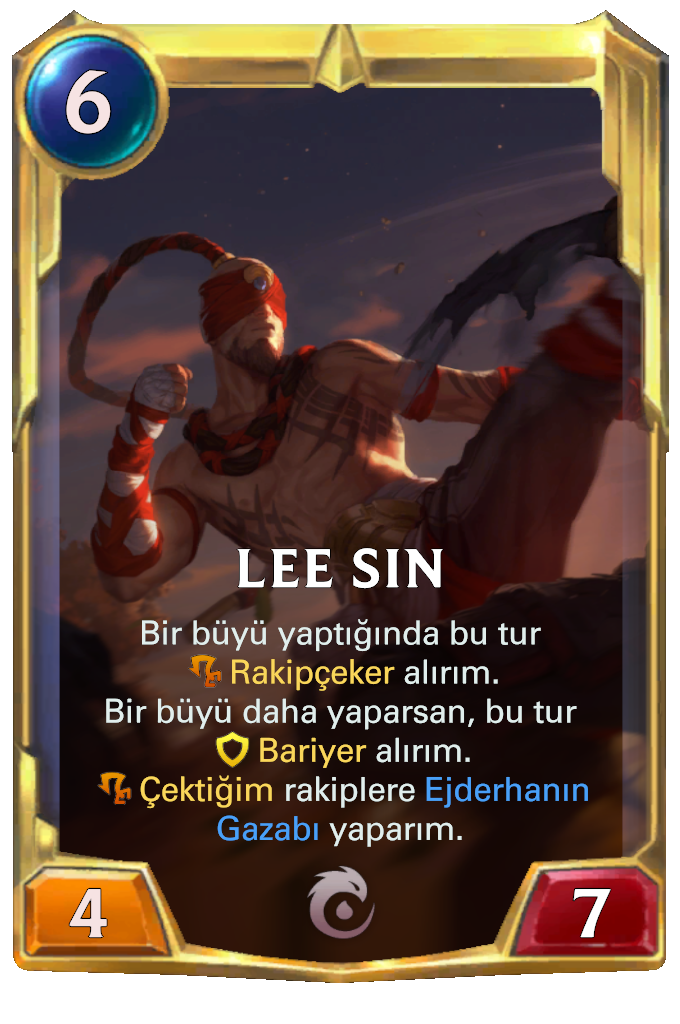 6
LEE SIN
Bir büyü yaptığında bu tur
Rakipçeker alırım.
Bir büyü daha yaparsan, bu tur
Bariyer alırım.
Çektiğim rakiplere Ejderhanın
Gazabı yaparım.
4
7